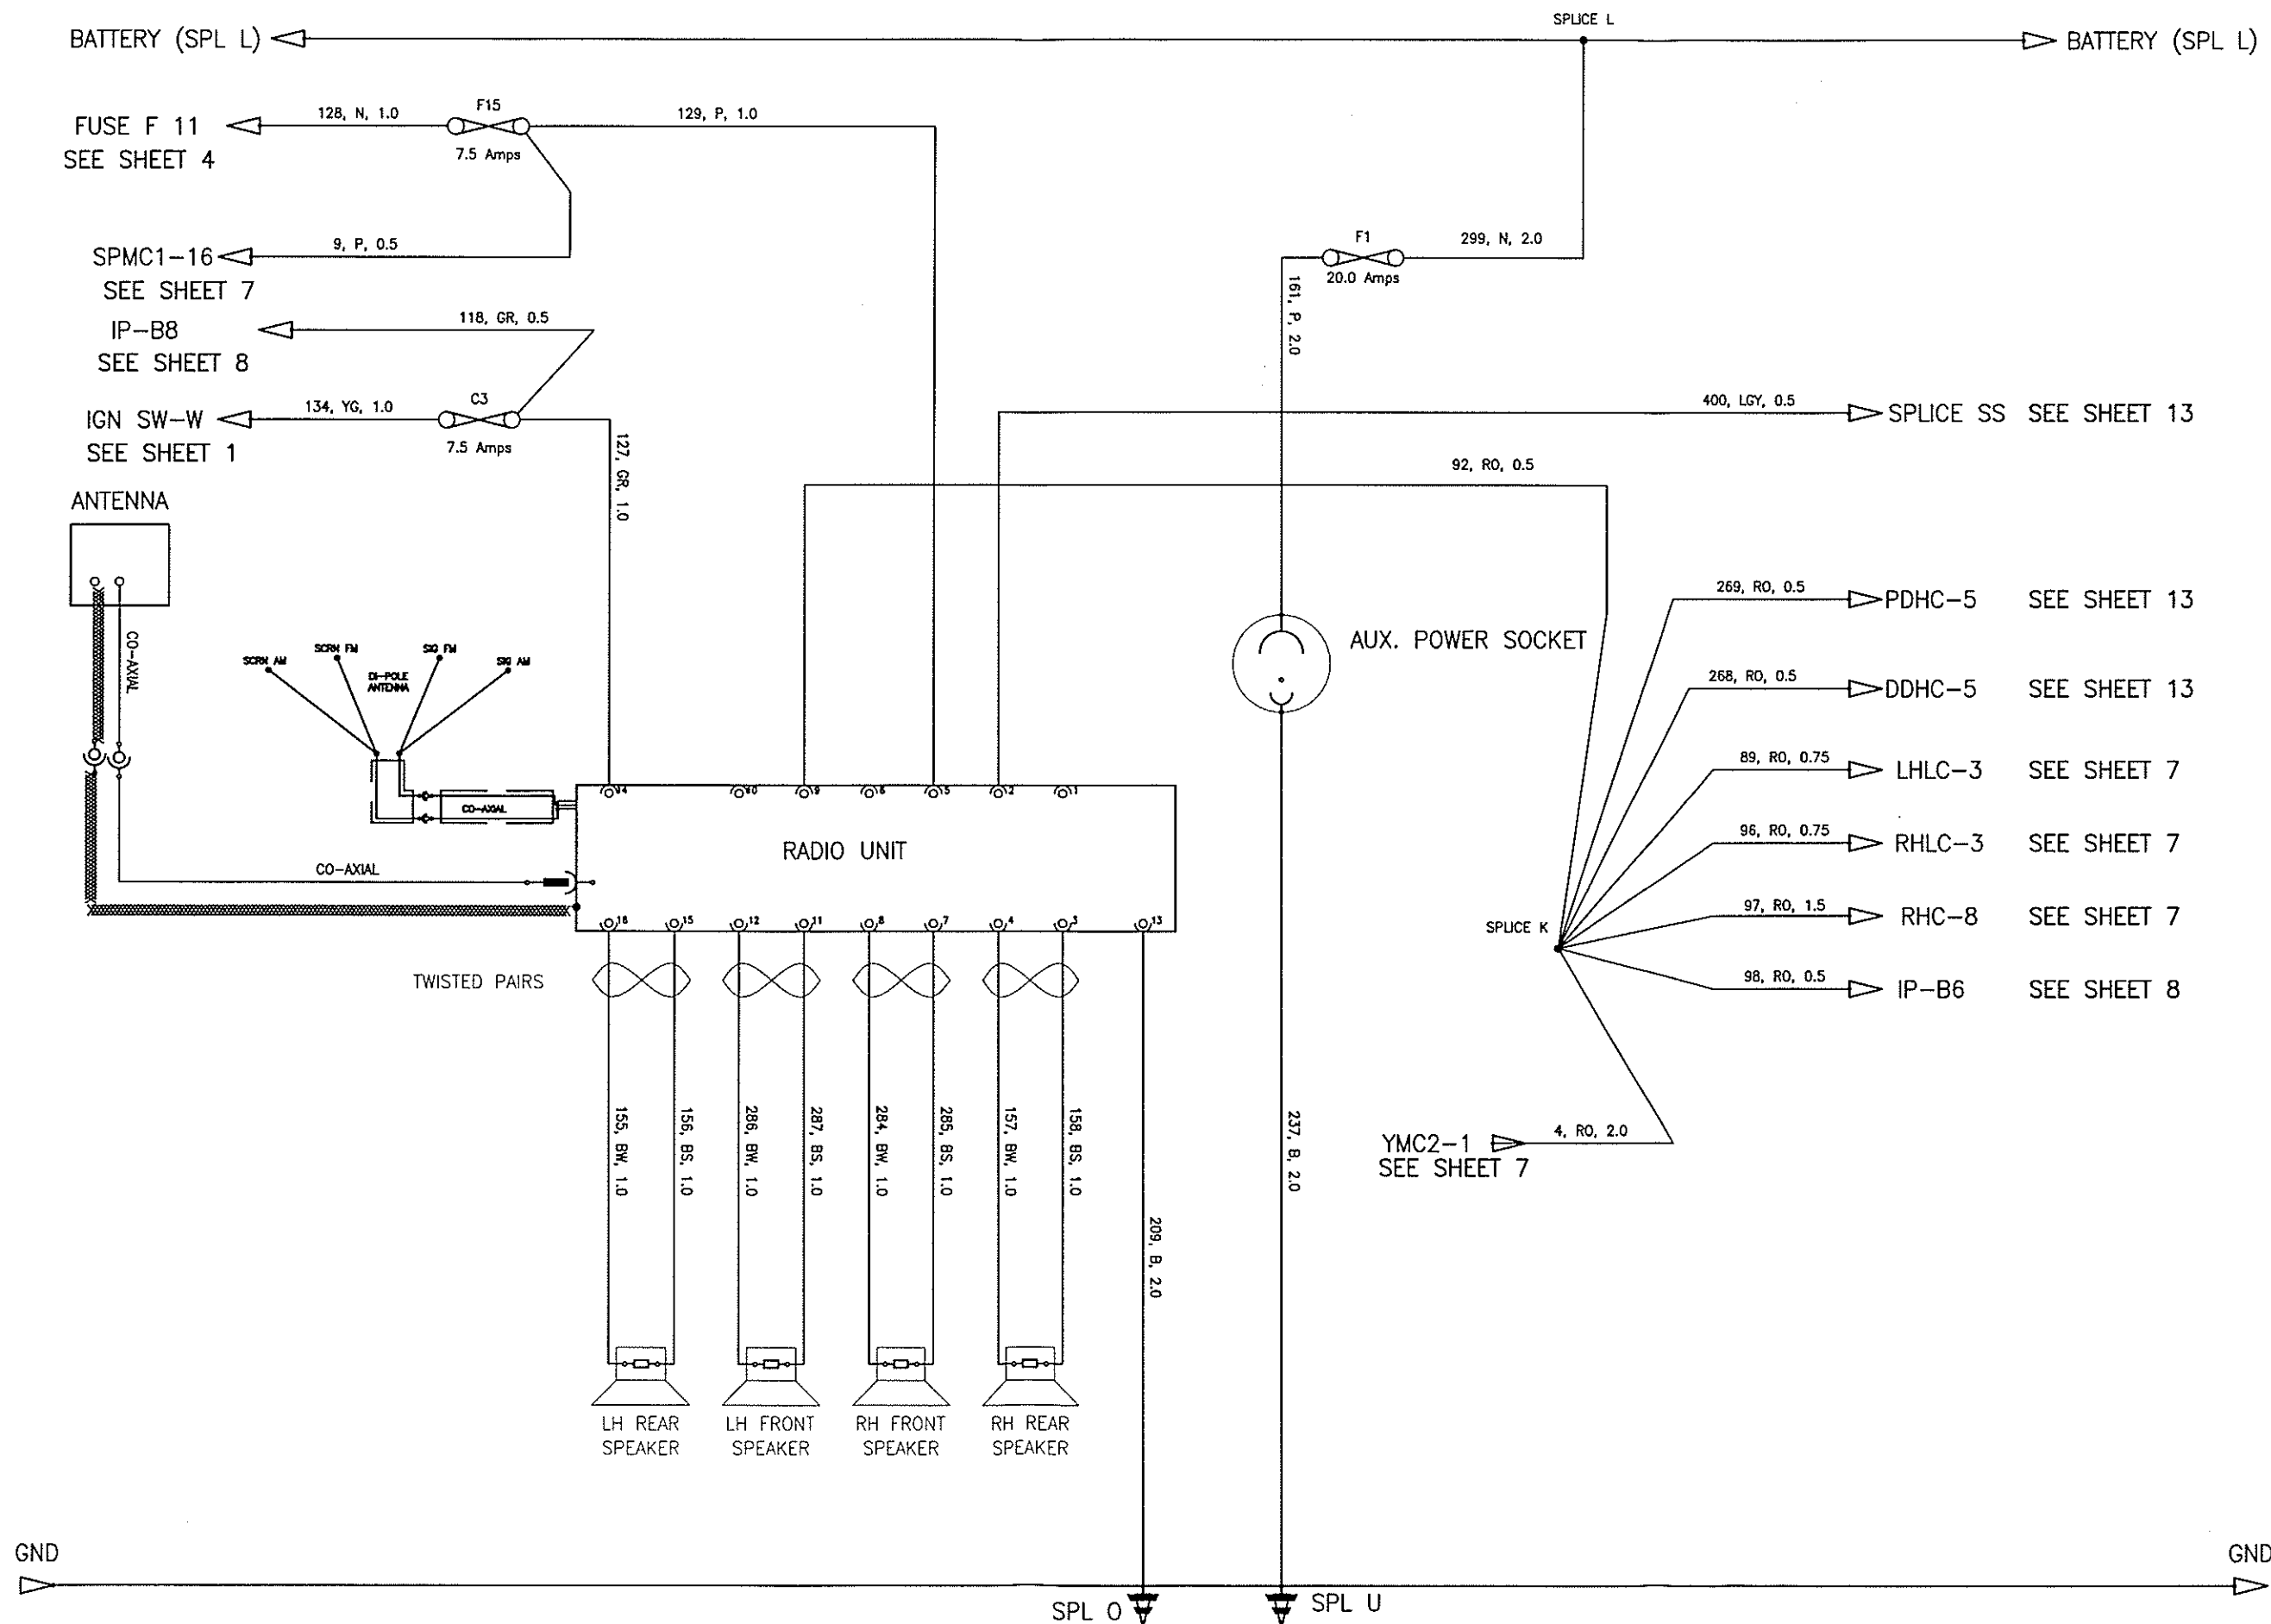 SPLICE L
BATTERY (SPL L)
BATTERY (SPL L)
F15
128, N, 1.0
129, P, 1.0
FUSE F 11
SEE SHEET 4
7.5 Amps
9, P, 0.5
SPMC1-16
SEE SHEET 7
F1
299, N, 2.0
20.0 Amps
161, P, 2.0
118, GR, 0.5
IP-B8
SEE SHEET 8
C3
134, YG, 1.0
IGN SW-W
SEE SHEET 1
7.5 Amps
127, GR, 1.0
400, LGY, 0.5
SPLICE SS SEE SHEET 13
92, RO, 0.5
ANTENNA
CO-AXIAL
SCRN AM
SCRN FM
SIG FM
SIG AM
DI-POLE
ANTENNA
CO-AXIAL
AUX. POWER SOCKET
269, RO, 0.5
PDHC-5 SEE SHEET 13
268, RO, 0.5
DDHC-5 SEE SHEET 13
89, RO, 0.75
LHLC-3 SEE SHEET 7
96, RO, 0.75
RHLC-3 SEE SHEET 7
97, RO, 1.5
RHC-8 SEE SHEET 7
98, RO, 0.5
IP-B6 SEE SHEET 8
SPLICE K
4, RO, 2.0
YMC2-1
SEE SHEET 7
RADIO UNIT
CO-AXIAL
16 15 12 11 8 7 4 3 13
TWISTED PAIRS
155, BW, 1.0
156, BS, 1.0
286, BW, 1.0
287, BS, 1.0
284, BW, 1.0
285, BS, 1.0
157, BW, 1.0
158, BS, 1.0
209, B, 2.0
237, B, 2.0
LH REAR
SPEAKER
LH FRONT
SPEAKER
RH FRONT
SPEAKER
RH REAR
SPEAKER
GND
GND
SPL O
SPL U